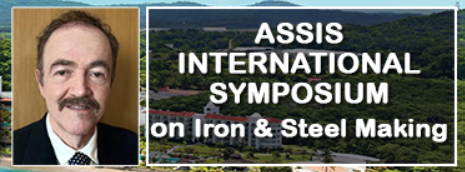 ASSIS
INTERNATIONAL
SYMPOSIUM
on Iron & Steel Making